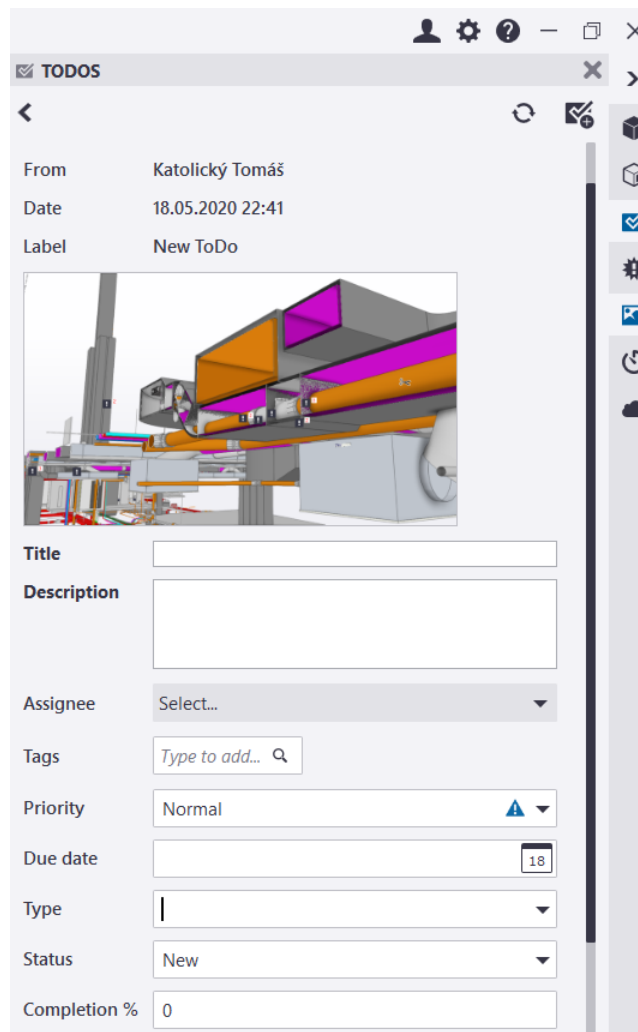 TODOS
From Katolický Tomáš
Date 18.05.2020 22:41
Label New ToDo
Title
Description
Assignee Select...
Tags Type to add...
Priority Normal
Due date 18
Type
Status New
Completion % 0